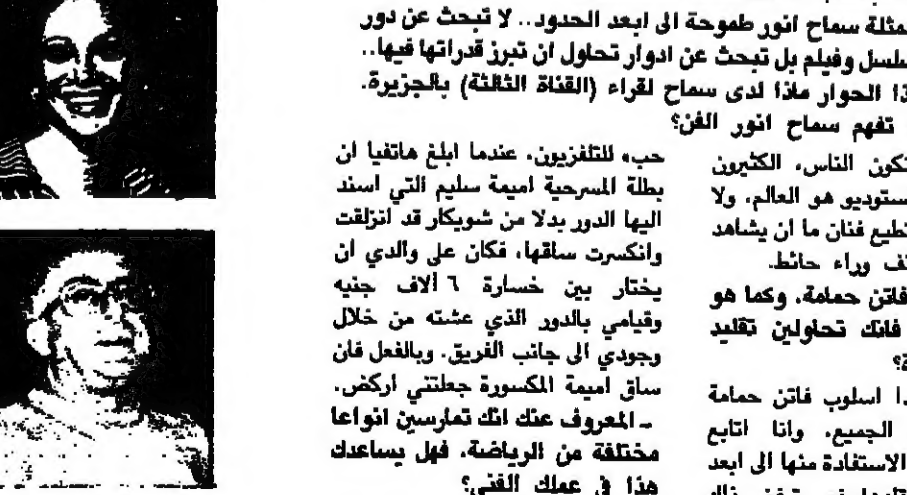 مثلة سماح انور طموحة الى ابعد الحدود.. لا تبحث عن دور
سلسل وفيلم بل تبحث عن ادوار تحاول ان تبرز قدراتها فيها..
ذا الحوار ماذا لدى سماح لقراء (القناة الثالثة) بالجزيرة.
تفهم سماح انور الفن؟
تكون الناس، الكثيرون
ستوديو هو العالم، ولا
تطيع فنان ما ان يشاهد
ف وراء حائط.
فاتن حمامة، وكما هو
فانك تحاولين تقليد
ة؟
دا اسلوب فاتن حمامة
الجميع، وانا اتابع
الاستفادة منها الى ابعد
حب» للتلفزيون، عندما ابلغ هاتفيا ان
بطلة المسرحية اميمة سليم التي اسند
اليها الدور بدلا من شويكار قد انزلقت
وانكسرت ساقها، فكان على والدي ان
يختار بين خسارة ٦ آلاف جنيه
وقيامي بالدور الذي عشته من خلال
وجودي الى جانب الفريق. وبالفعل فان
ساق اميمة المكسورة جعلتني اركض.
ـ المعروف عنك انك تمارسين انواعا
مختلفة من الرياضة، فهل يساعدك
هذا في عملك الفني؟